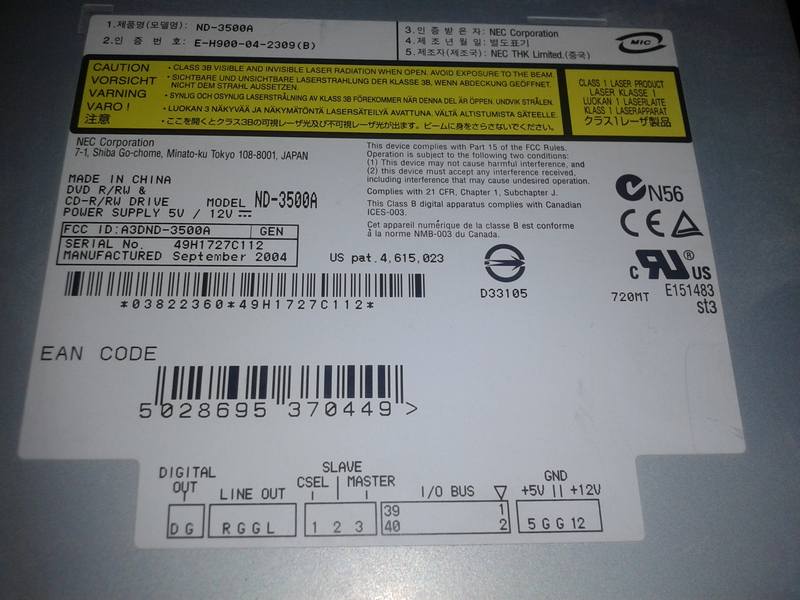 1.제품명(모델명): ND-3500A
2.인 증 번 호: E-H900-04-2309(B)
3.인 증 받 은 자: NEC Corporation
4.제 조 년 월 일: 별도표기
5.제조자(제조국): NEC THK Limited.(중국)
MIC
CAUTION
VORSICHT
VARNING
VARO !
注意
• CLASS 3B VISIBLE AND INVISIBLE LASER RADIATION WHEN OPEN. AVOID EXPOSURE TO THE BEAM.
• SICHTBARE UND UNSICHTBARE LASERSTRAHLUNG DER KLASSE 3B, WENN ABDECKUNG GEÖFFNET.
NICHT DEM STRAHL AUSSETZEN.
• SYNLIG OCH OSYNLIG LASERSTRÅLNING AV KLASS 3B FÖREKOMMER NÄR DENNA DEL ÄR ÖPPEN. UNDVIK STRÅLEN.
• LUOKAN 3 NÄKYVÄÄ JA NÄKYMÄTÖNTÄ LASERSÄTEILYÄ AVATTUNA. VÄLTÄ ALTISTUMISTA SÄTEELLE.
• ここを開くとクラス3Bの可視レーザ光及び不可視レーザ光が出ます。ビームに身をさらさないでください。
CLASS 1 LASER PRODUCT
LASER KLASSE 1
LUOKAN 1 LASERLAITE
KLASS 1 LASERAPPARAT
クラス1レーザ製品
NEC Corporation
7-1, Shiba Go-chome, Minato-ku Tokyo 108-8001, JAPAN
MADE IN CHINA
DVD R/RW &
CD-R/RW DRIVE MODEL ND-3500A
POWER SUPPLY 5V / 12V
FCC ID:A3DND-3500A GEN
SERIAL No. 49H1727C112
MANUFACTURED September 2004
This device complies with Part 15 of the FCC Rules.
Operation is subject to the following two conditions:
(1) This device may not cause harmful interference, and
(2) this device must accept any interference received,
including interference that may cause undesired operation.
Complies with 21 CFR, Chapter 1, Subchapter J.
This Class B digital apparatus complies with Canadian
ICES-003.
Cet appareil numérique de la classe B est conforme
à la norme NMB-003 du Canada.
US pat.4,615,023
N56
CE
D33105
c RU ® US
720MT E151483
st3
*03822360*49H1727C112*
EAN CODE
5 028695 370449 >
DIGITAL
OUT
LINE OUT
SLAVE
CSEL MASTER
I/O BUS
GND
+5V +12V
D G
R G G L
1 2 3
39 1
40 2
5 G G 12